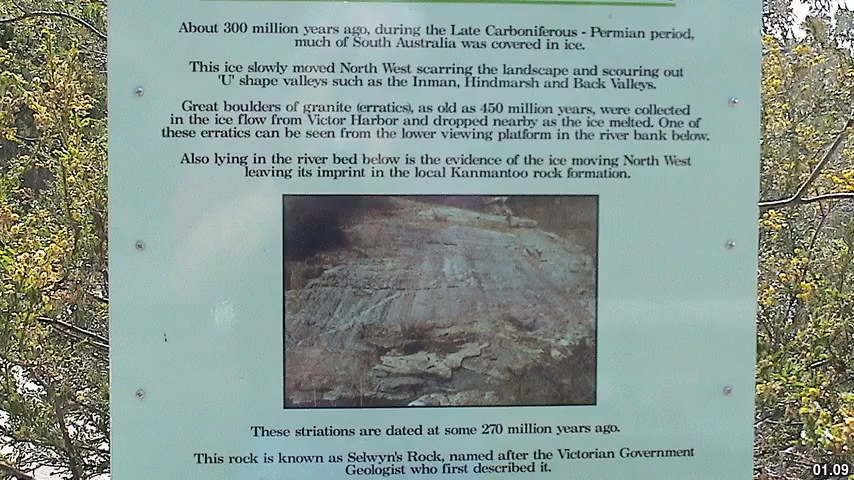 About 300 million years ago, during the Late Carboniferous - Permian period,
much of South Australia was covered in ice.
This ice slowly moved North West scarring the landscape and scouring out
'U' shape valleys such as the Inman, Hindmarsh and Back Valleys.
Great boulders of granite (erratics), as old as 450 million years, were collected
in the ice flow from Victor Harbor and dropped nearby as the ice melted. One of
these erratics can be seen from the lower viewing platform in the river bank below.
Also lying in the river bed below is the evidence of the ice moving North West
leaving its imprint in the local Kanmantoo rock formation.
These striations are dated at some 270 million years ago.
This rock is known as Selwyn's Rock, named after the Victorian Government
Geologist who first described it.
01.09